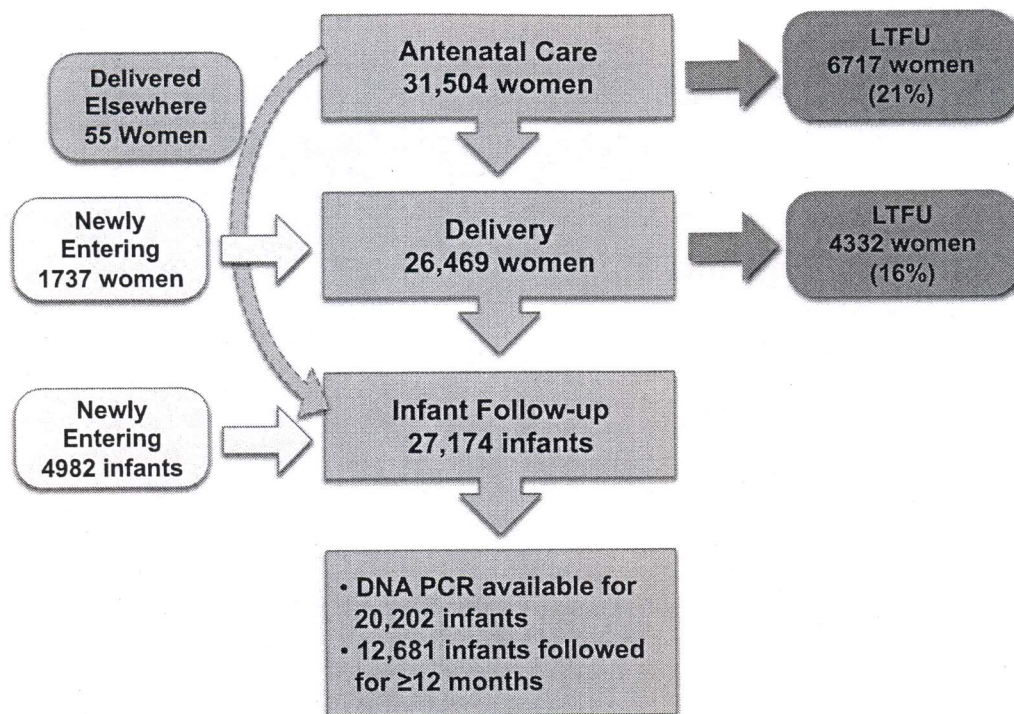 Antenatal Care
31,504 women
LTFU
6717 women
(21%)
Delivered
Elsewhere
55 Women
Newly
Entering
1737 women
Delivery
26,469 women
LTFU
4332 women
(16%)
Newly
Entering
4982 infants
Infant Follow-up
27,174 infants
• DNA PCR available for
20,202 infants
• 12,681 infants followed
for ≥12 months